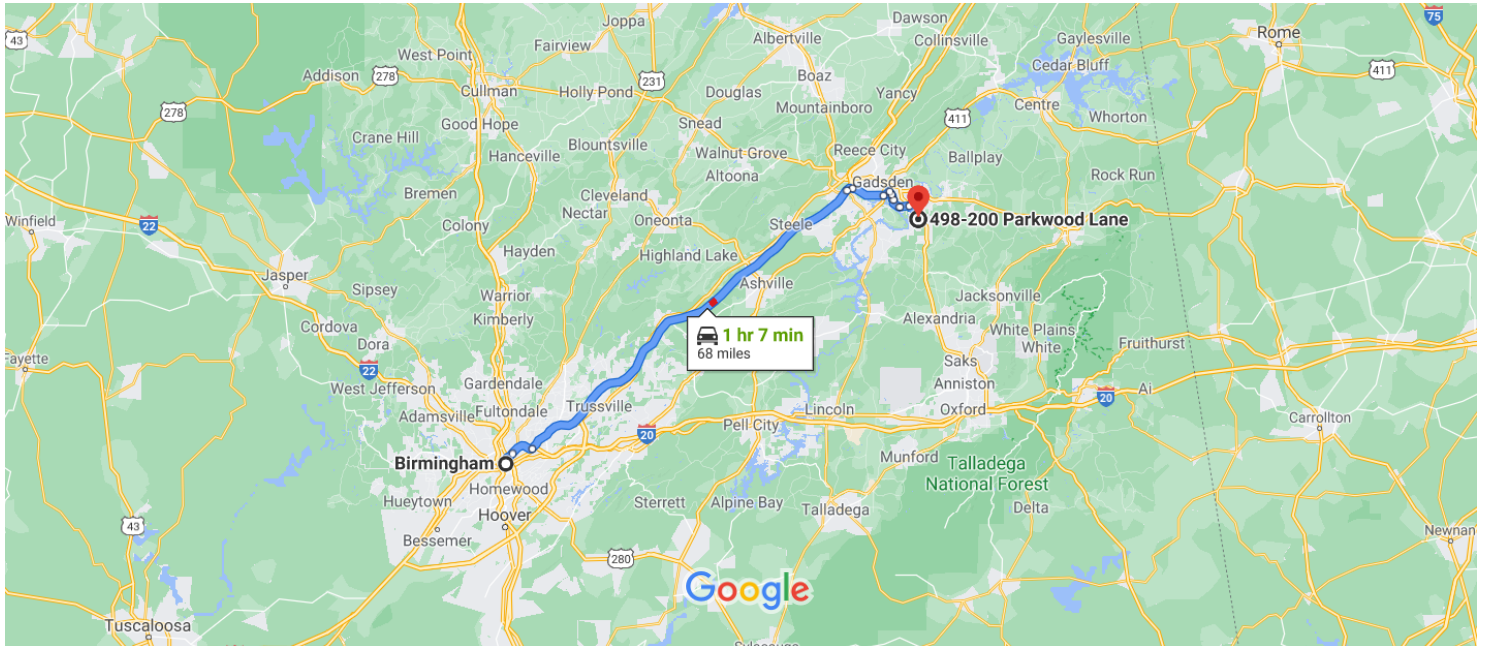 Joppa
Dawson
75
43
Fairview
Albertville
Collinsville
Gaylesville
Rome
West Point
Cedar Bluff
Addison
278
Cullman
Holly Pond
231
Douglas
Boaz
Yancy
411
Mountainboro
Centre
278
Good Hope
Snead
411
Whorton
Crane Hill
Hanceville
Blountsville
Walnut Grove
Reece City
Ballplay
Altoona
Rock Run
Bremen
Cleveland
Gadsden
Nectar
Winfield
22
Colony
Oneonta
Steele
498-200 Parkwood Lane
Hayden
Highland Lake
Jasper
Ashville
Sipsey
Warrior
Jacksonville
Kimberly
Alexandria
Cordova
1 hr 7 min
68 miles
White Plains
White
Dora
Fruithurst
Fayette
22
Saks
West Jefferson
Gardendale
Anniston
20
Ai
Adamsville
Fultondale
Trussville
Lincoln
Oxford
Carrollton
Pell City
20
Birmingham
Munford
Talladega
National Forest
Homewood
Hueytown
Sterrett
Alpine Bay
Talladega
Delta
Hoover
43
Bessemer
Newnan
280
Google
Tuscaloosa